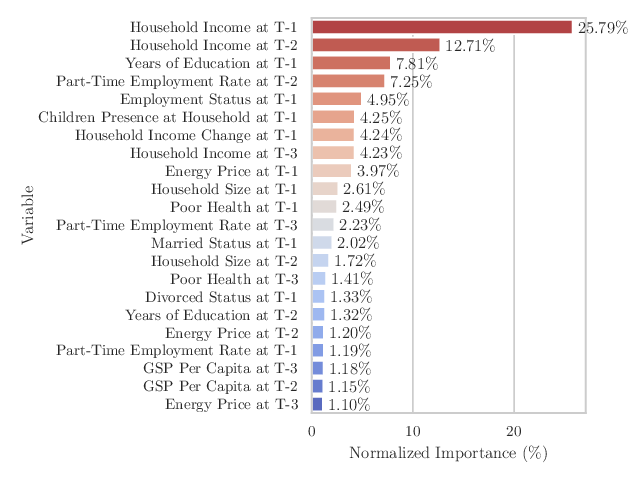 Household Income at T-1 25.79%
Household Income at T-2 12.71%
Years of Education at T-1 7.81%
Part-Time Employment Rate at T-2 7.25%
Employment Status at T-1 4.95%
Children Presence at Household at T-1 4.25%
Household Income Change at T-1 4.24%
Household Income at T-3 4.23%
Energy Price at T-1 3.97%
Household Size at T-1 2.61%
Poor Health at T-1 2.49%
Part-Time Employment Rate at T-3 2.23%
Married Status at T-1 2.02%
Household Size at T-2 1.72%
Poor Health at T-3 1.41%
Divorced Status at T-1 1.33%
Years of Education at T-2 1.32%
Energy Price at T-2 1.20%
Part-Time Employment Rate at T-1 1.19%
GSP Per Capita at T-3 1.18%
GSP Per Capita at T-2 1.15%
Energy Price at T-3 1.10%
Variable
0 10 20
Normalized Importance (%)